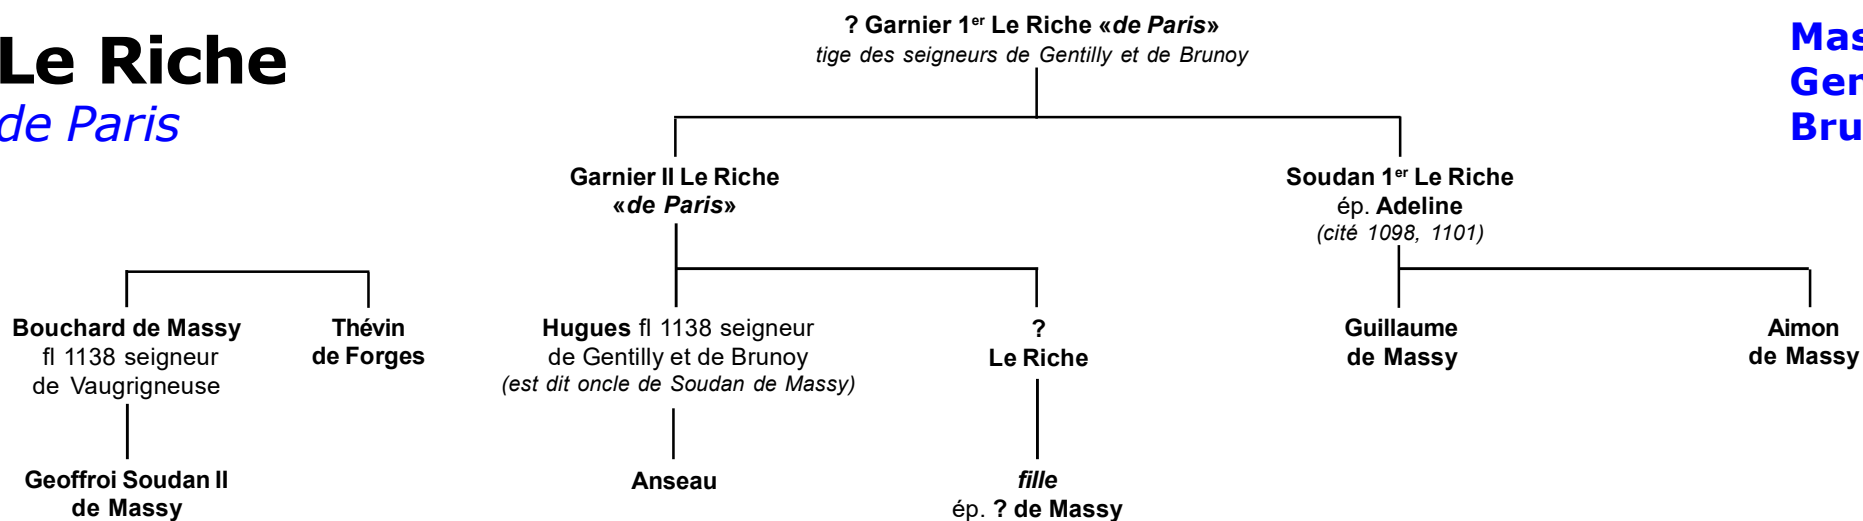 Le Riche
de Paris
? Garnier 1er Le Riche «de Paris»
tige des seigneurs de Gentilly et de Brunoy
Garnier II Le Riche
«de Paris»
Soudan 1er Le Riche
ép. Adeline
(cité 1098, 1101)
Bouchard de Massy
fl 1138 seigneur
de Vaugrigneuse
Thévin
de Forges
Hugues fl 1138 seigneur
de Gentilly et de Brunoy
(est dit oncle de Soudan de Massy)
?
Le Riche
Guillaume
de Massy
Aimon
de Massy
Geoffroi Soudan II
de Massy
Anseau
fille
ép. ? de Massy